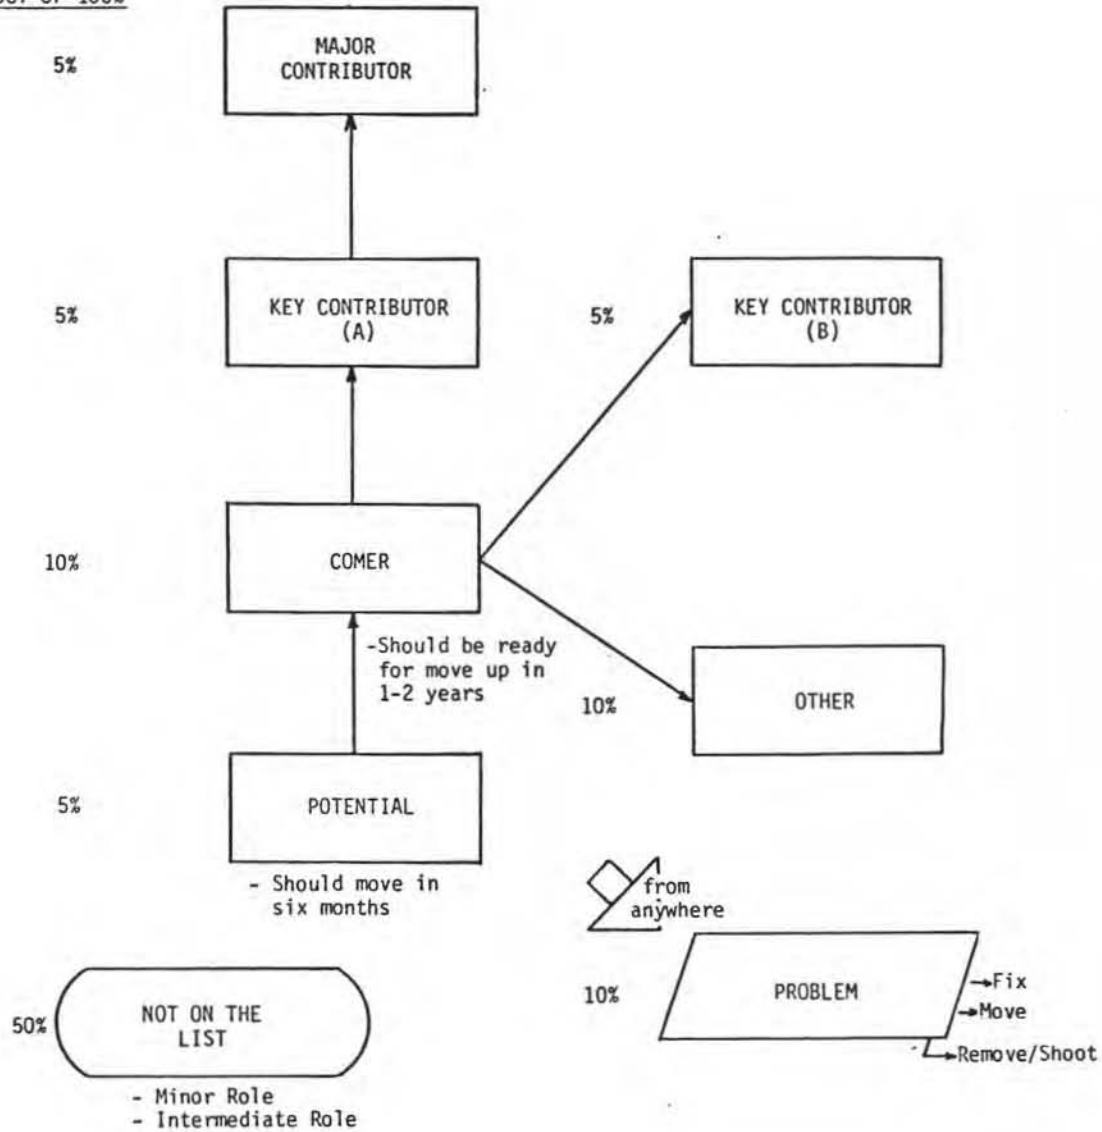 5%
MAJOR
CONTRIBUTOR
5%
KEY CONTRIBUTOR
(A)
5%
KEY CONTRIBUTOR
(B)
10%
COMER
-Should be ready
for move up in
1-2 years
10%
OTHER
5%
POTENTIAL
- Should move in
six months
from
anywhere
50%
NOT ON THE
LIST
10%
PROBLEM
Fix
Move
Remove/Shoot
- Minor Role
- Intermediate Role